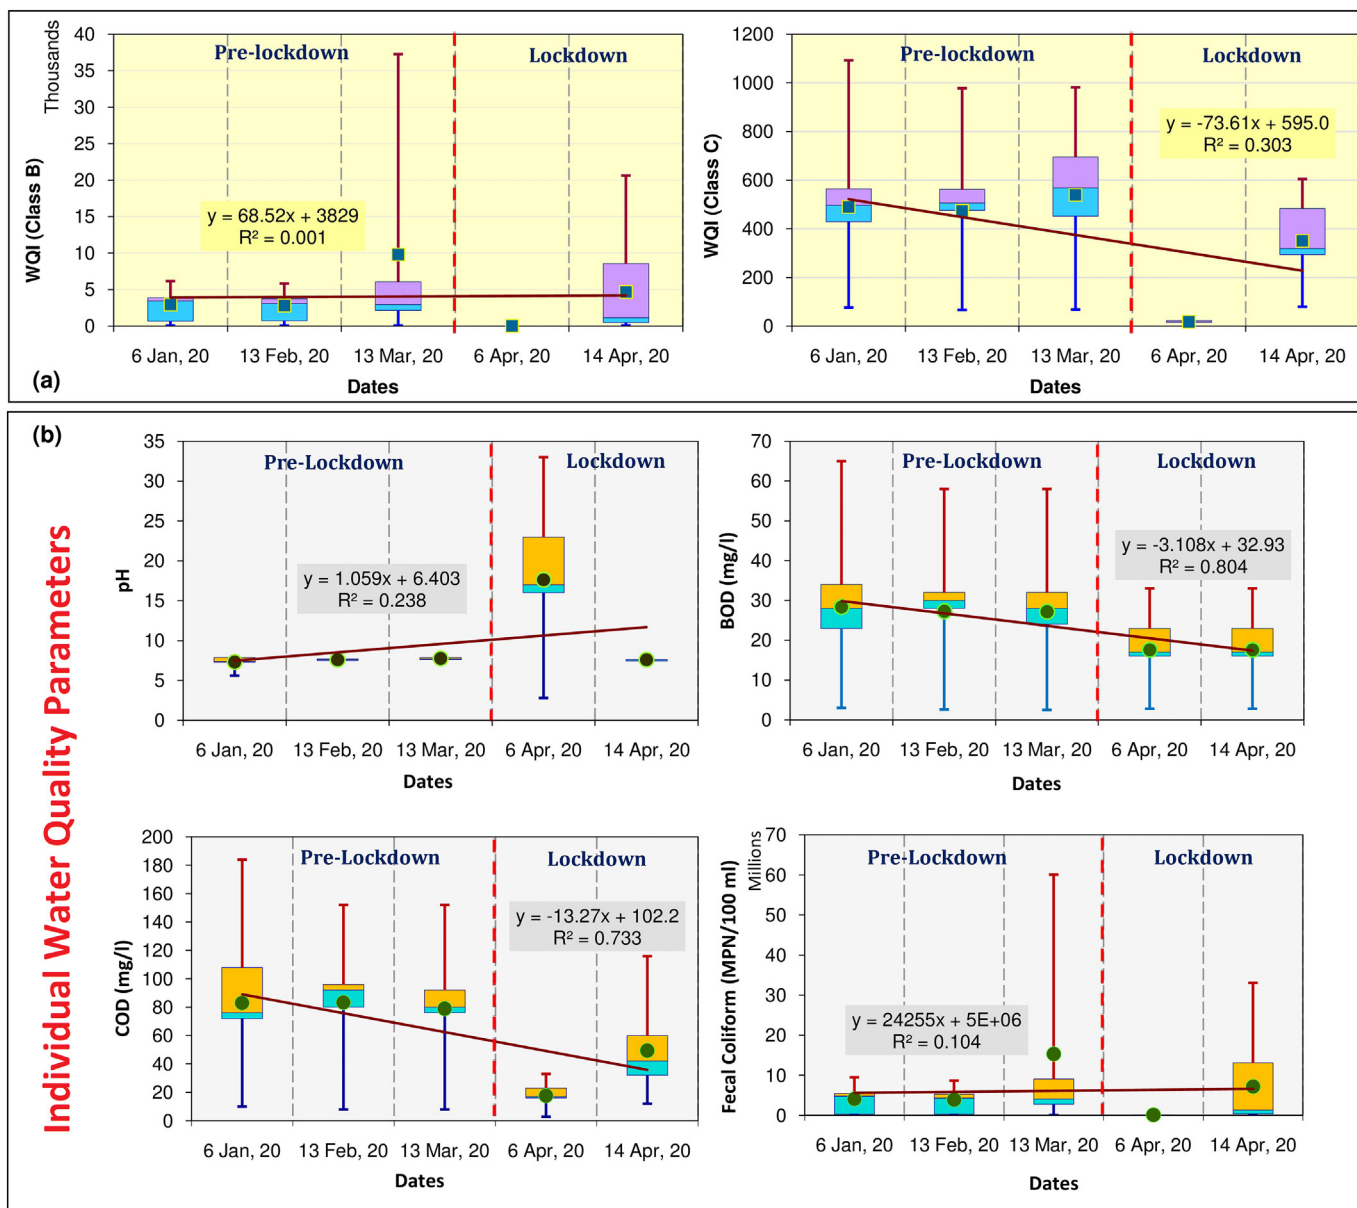 Thousands
WQI (Class B)
40
35
30
25
20
15
10
5
0
Pre-lockdown
Lockdown
y = 68.52x + 3829
R² = 0.001
6 Jan, 20
13 Feb, 20
13 Mar, 20
6 Apr, 20
14 Apr, 20
Dates
(a)
WQI (Class C)
1200
1000
800
600
400
200
0
Pre-lockdown
Lockdown
y = -73.61x + 595.0
R² = 0.303
6 Jan, 20
13 Feb, 20
13 Mar, 20
6 Apr, 20
14 Apr, 20
Dates
(b)
Individual Water Quality Parameters
pH
35
30
25
20
15
10
5
0
Pre-Lockdown
Lockdown
y = 1.059x + 6.403
R² = 0.238
6 Jan, 20
13 Feb, 20
13 Mar, 20
6 Apr, 20
14 Apr, 20
Dates
BOD (mg/l)
70
60
50
40
30
20
10
0
Pre-Lockdown
Lockdown
y = -3.108x + 32.93
R² = 0.804
6 Jan, 20
13 Feb, 20
13 Mar, 20
6 Apr, 20
14 Apr, 20
Dates
COD (mg/l)
200
180
160
140
120
100
80
60
40
20
0
Pre-Lockdown
Lockdown
y = -13.27x + 102.2
R² = 0.733
6 Jan, 20
13 Feb, 20
13 Mar, 20
6 Apr, 20
14 Apr, 20
Dates
Fecal Coliform (MPN/100 ml)
Millions
70
60
50
40
30
20
10
0
Pre-Lockdown
Lockdown
y = 24255x + 5E+06
R² = 0.104
6 Jan, 20
13 Feb, 20
13 Mar, 20
6 Apr, 20
14 Apr, 20
Dates